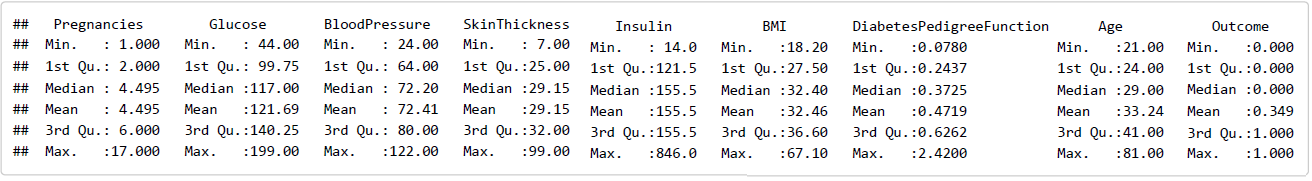 ##   Pregnancies       Glucose       BloodPressure    SkinThickness      Insulin           BMI        DiabetesPedigreeFunction      Age           Outcome
##  Min.   : 1.000   Min.   : 44.00   Min.   : 24.00   Min.   : 7.00   Min.   : 14.0   Min.   :18.20   Min.   :0.0780   Min.   :21.00   Min.   :0.000
##  1st Qu.: 2.000   1st Qu.: 99.75   1st Qu.: 64.00   1st Qu.:25.00   1st Qu.:121.5   1st Qu.:27.50   1st Qu.:0.2437   1st Qu.:24.00   1st Qu.:0.000
##  Median : 4.495   Median :117.00   Median : 72.20   Median :29.15   Median :155.5   Median :32.40   Median :0.3725   Median :29.00   Median :0.000
##  Mean   : 4.495   Mean   :121.69   Mean   : 72.41   Mean   :29.15   Mean   :155.5   Mean   :32.46   Mean   :0.4719   Mean   :33.24   Mean   :0.349
##  3rd Qu.: 6.000   3rd Qu.:140.25   3rd Qu.: 80.00   3rd Qu.:32.00   3rd Qu.:155.5   3rd Qu.:36.60   3rd Qu.:0.6262   3rd Qu.:41.00   3rd Qu.:1.000
##  Max.   :17.000   Max.   :199.00   Max.   :122.00   Max.   :99.00   Max.   :846.0   Max.   :67.10   Max.   :2.4200   Max.   :81.00   Max.   :1.000